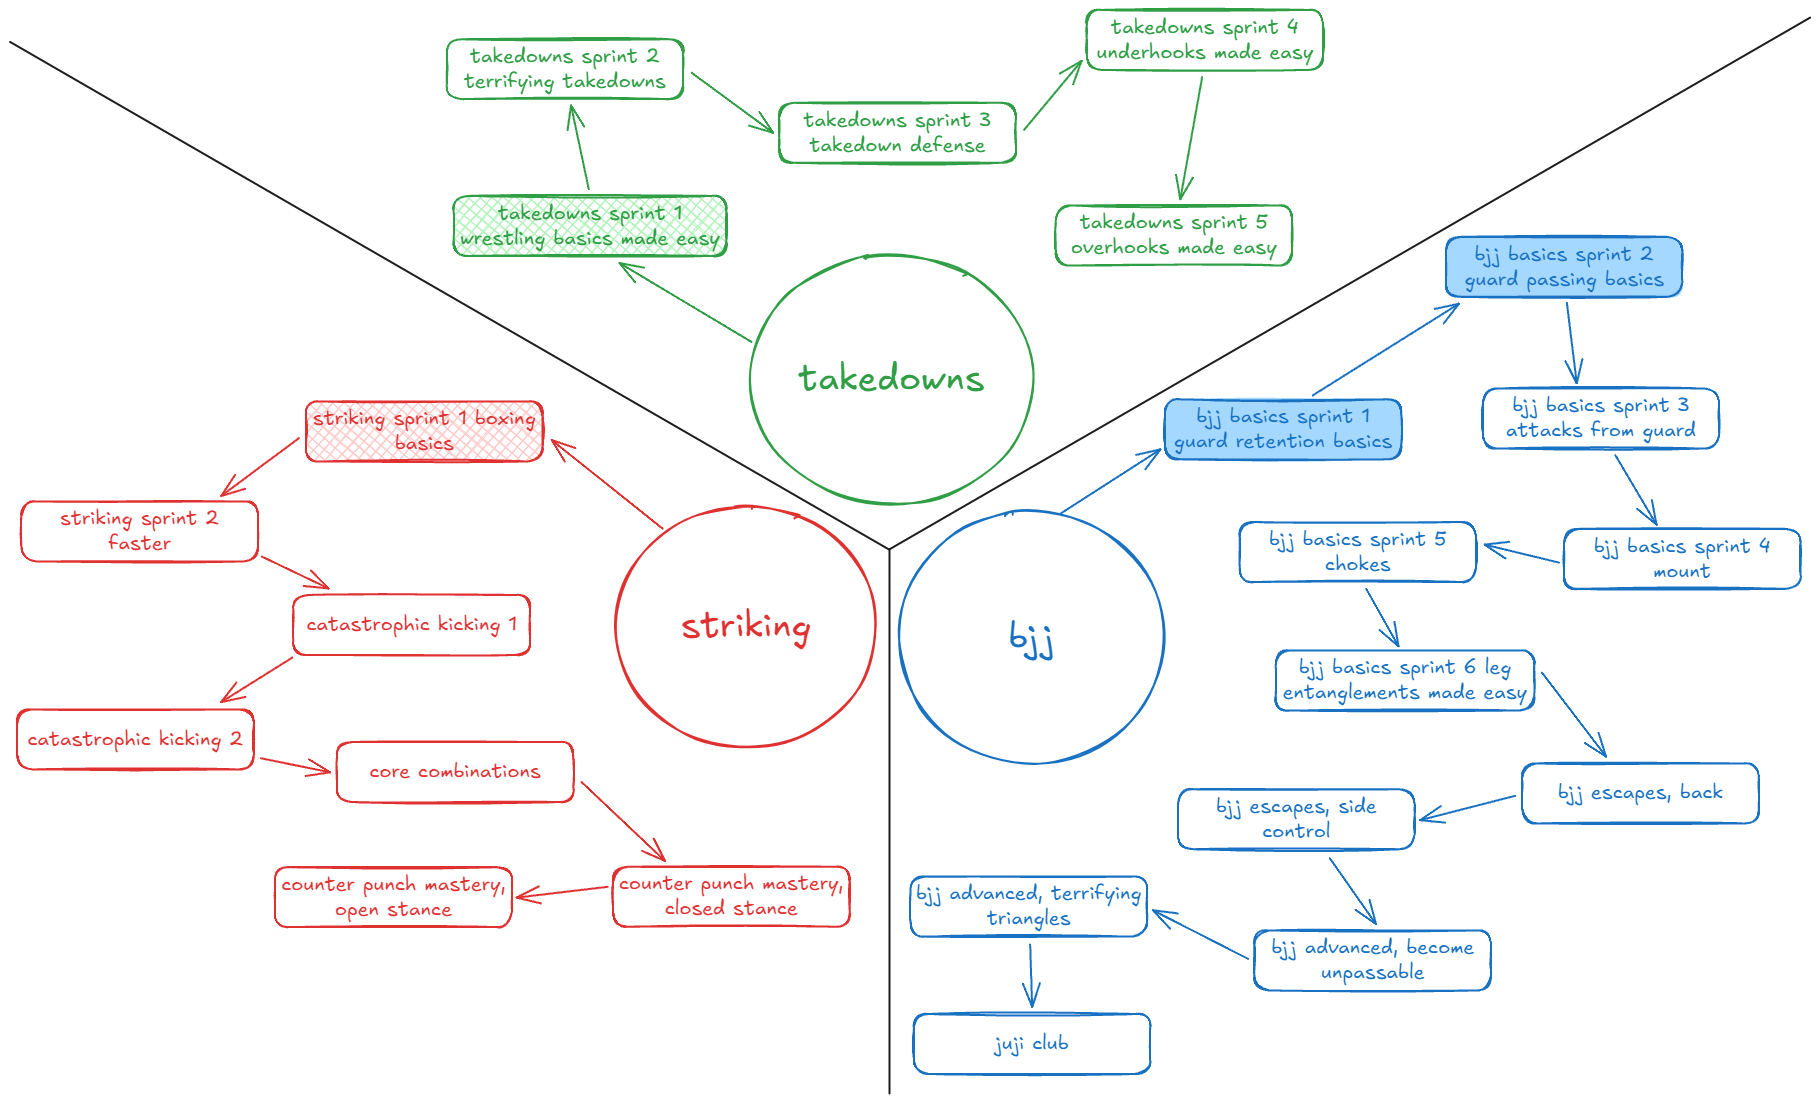 takedowns sprint 2
terrifying takedowns
takedowns sprint 4
underhooks made easy
takedowns sprint 3
takedown defense
takedowns sprint 1
wrestling basics made easy
takedowns sprint 5
overhooks made easy
takedowns
bjj basics sprint 2
guard passing basics
bjj basics sprint 1
guard retention basics
bjj basics sprint 3
attacks from guard
bjj basics sprint 4
mount
bjj basics sprint 5
chokes
bjj
bjj basics sprint 6 leg
entanglements made easy
bjj escapes, back
bjj escapes, side
control
bjj advanced, become
unpassable
bjj advanced, terrifying
triangles
juji club
striking
striking sprint 1 boxing
basics
striking sprint 2
faster
catastrophic kicking 1
catastrophic kicking 2
core combinations
counter punch mastery,
closed stance
counter punch mastery,
open stance